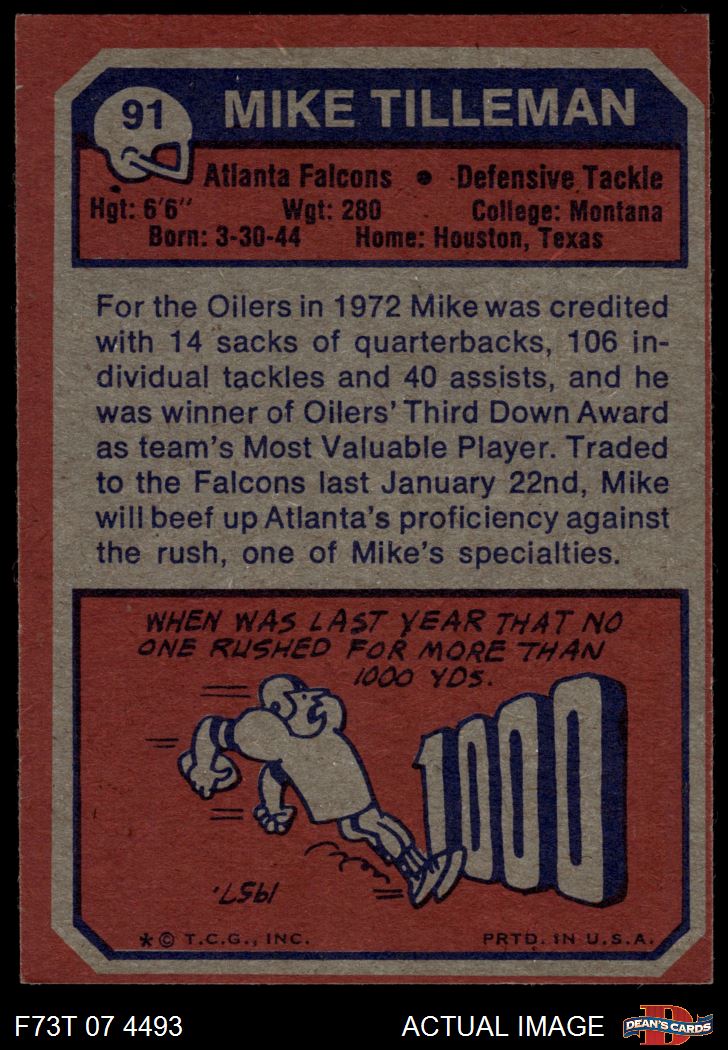 91
MIKE TILLEMAN
Atlanta Falcons • Defensive Tackle
Hgt: 6'6" Wgt: 280 College: Montana
Born: 3-30-44 Home: Houston, Texas
For the Oilers in 1972 Mike was credited
with 14 sacks of quarterbacks, 106 in-
dividual tackles and 40 assists, and he
was winner of Oilers' Third Down Award
as team's Most Valuable Player. Traded
to the Falcons last January 22nd, Mike
will beef up Atlanta's proficiency against
the rush, one of Mike's specialties.
WHEN WAS LAST YEAR THAT NO
ONE RUSHED FOR MORE THAN
1000 YDS.
1000
1957.
* © T.C.G., INC. PRTD. IN U.S.A.
F73T 07 4493 ACTUAL IMAGE
D
DEAN'S CARDS